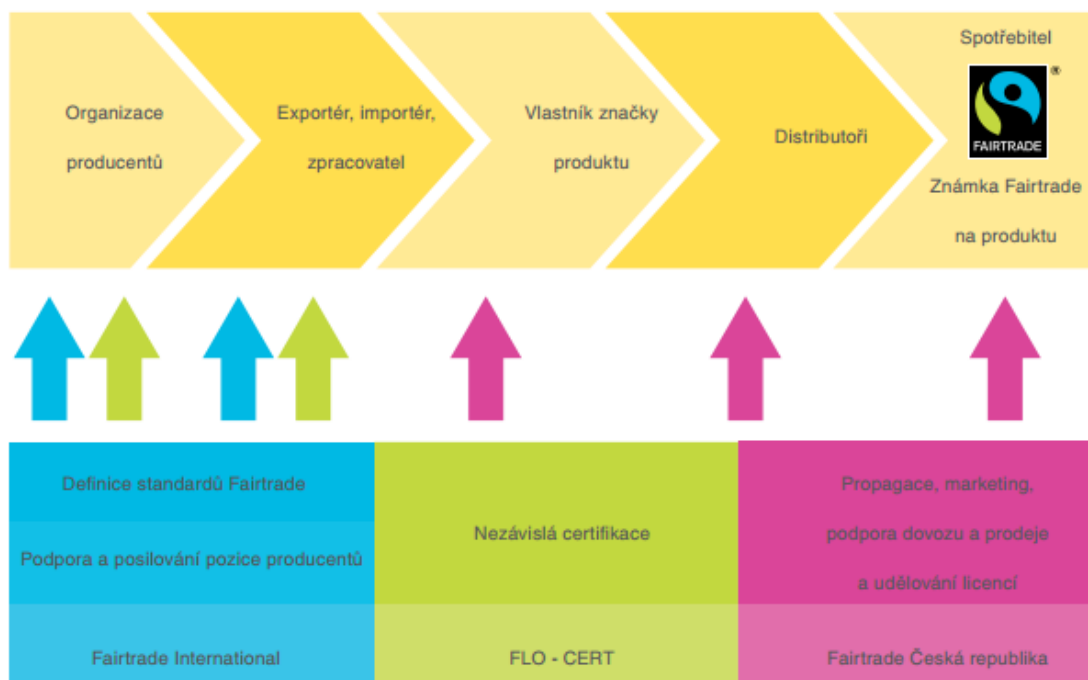 Organizace
producentů
Exportér, importér,
zpracovatel
Vlastník značky
produktu
Distributoři
Spotřebitel
®
FAIRTRADE
Známka Fairtrade
na produktu
Definice standardů Fairtrade
Podpora a posilování pozice producentů
Fairtrade International
Nezávislá certifikace
FLO - CERT
Propagace, marketing,
podpora dovozu a prodeje
a udělování licencí
Fairtrade Česká republika